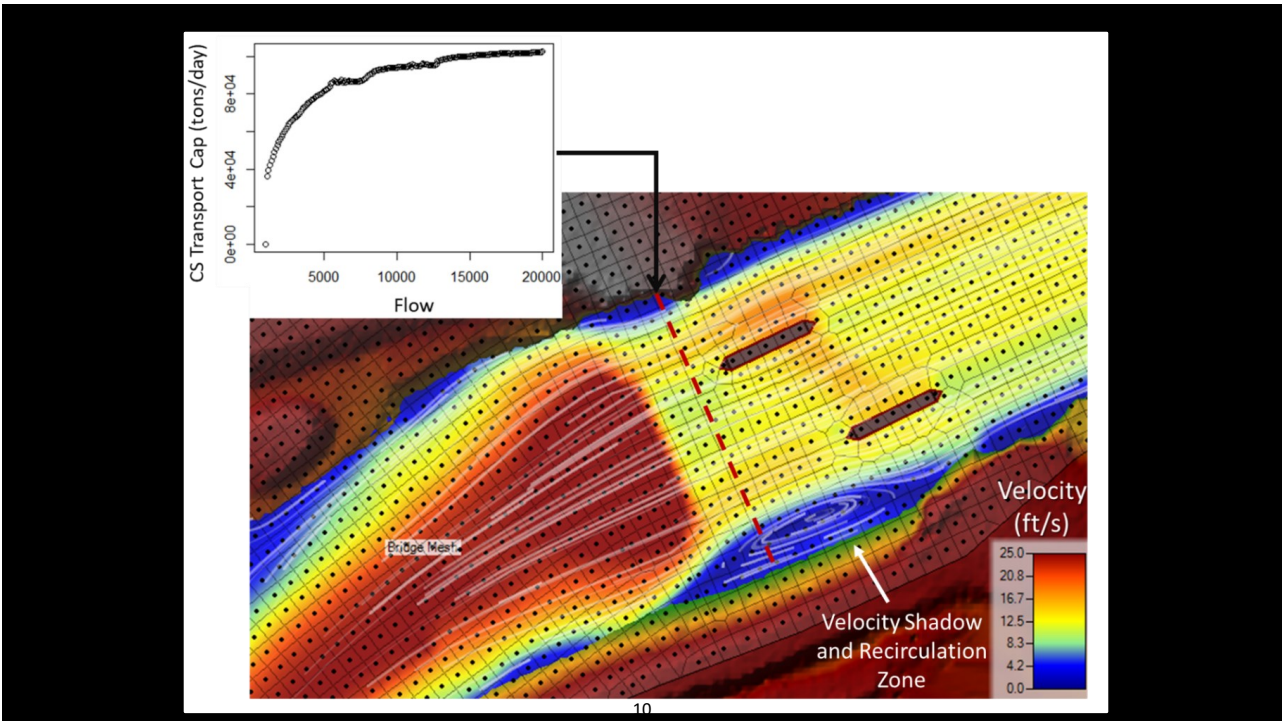 CS Transport Cap (tons/day)
8e+04
4e+04
0e+00
5000
10000
15000
20000
Flow
Bridge Mesh
Velocity
(ft/s)
25.0
20.8
16.7
12.5
8.3
4.2
0.0
Velocity Shadow
and Recirculation
Zone
10